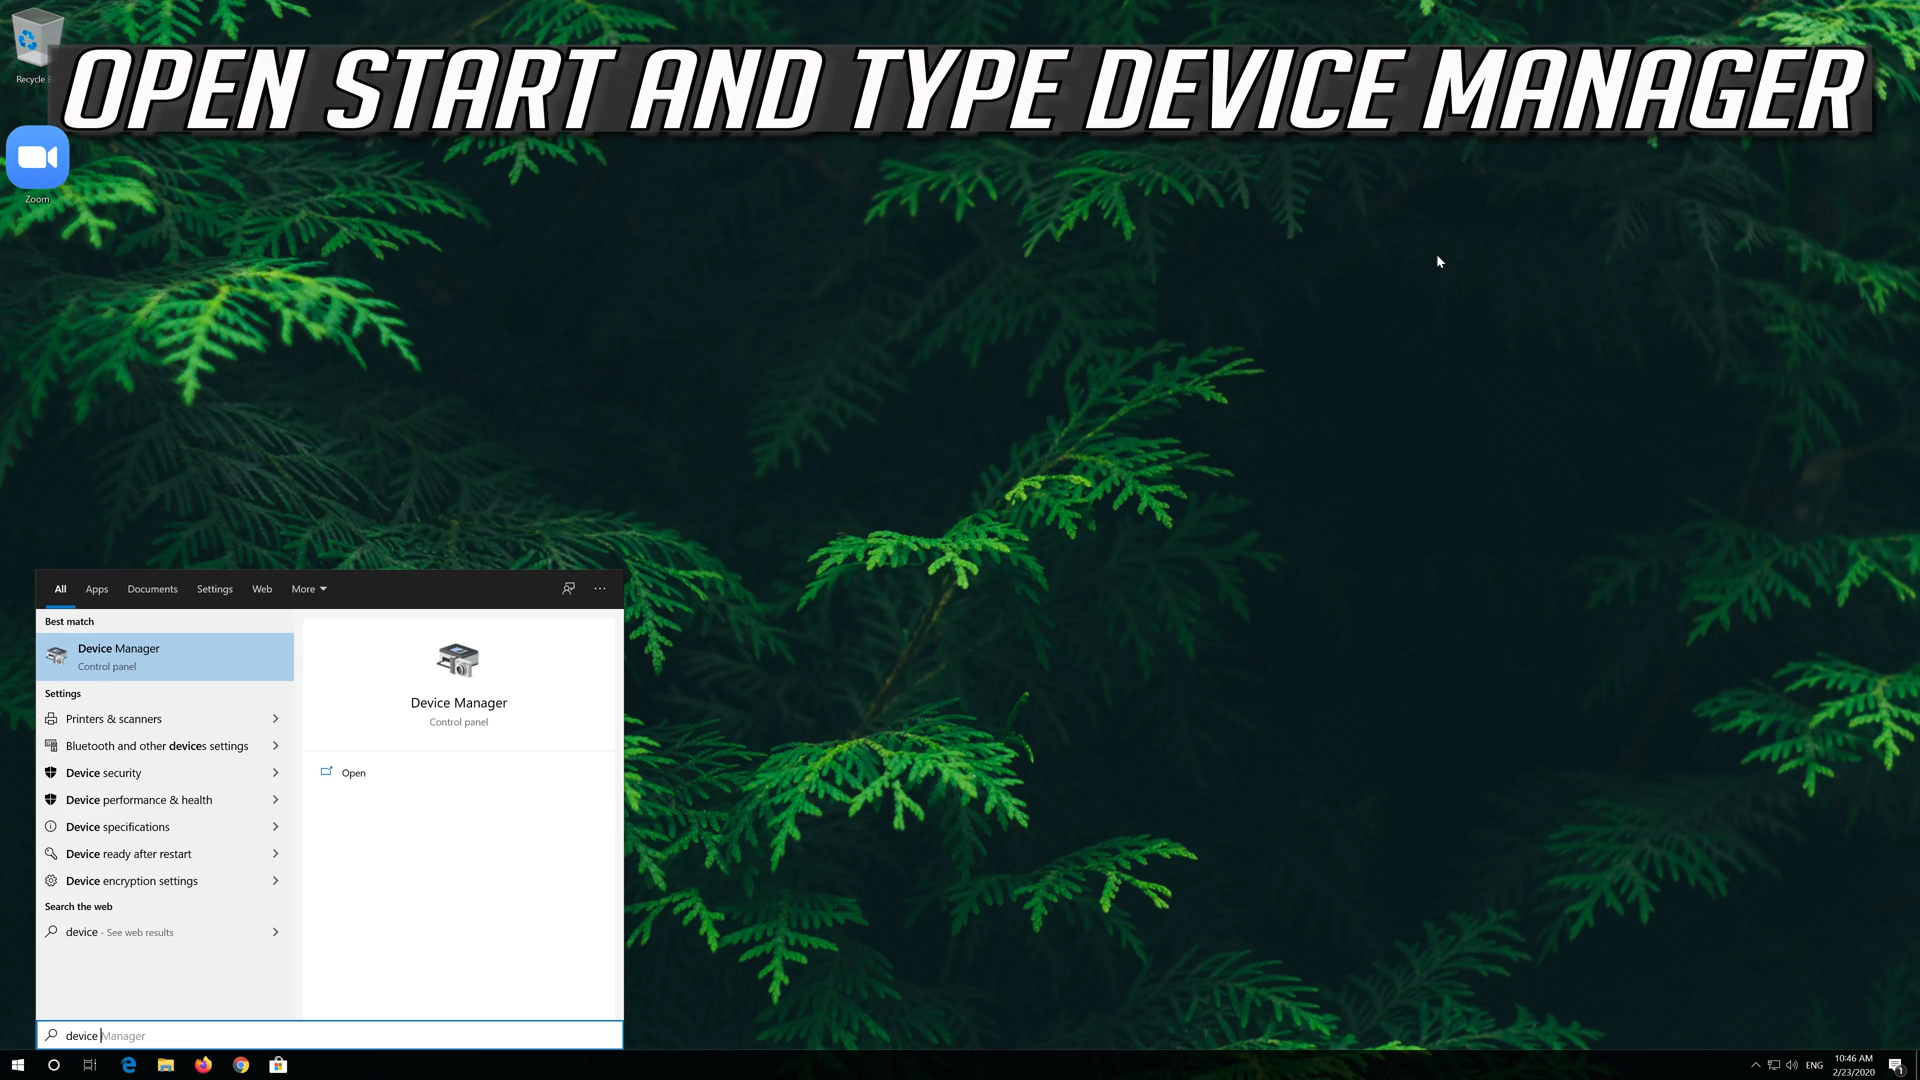 OPEN START AND TYPE DEVICE MANAGER
Recycle
Zoom
All Apps Documents Settings Web More
Best match
Device Manager
Control panel
Settings
Printers & scanners
Bluetooth and other devices settings
Device security
Device performance & health
Device specifications
Device ready after restart
Device encryption settings
Search the web
device - See web results
Device Manager
Control panel
Open
device Manager
ENG
10:46 AM
2/23/2020
1